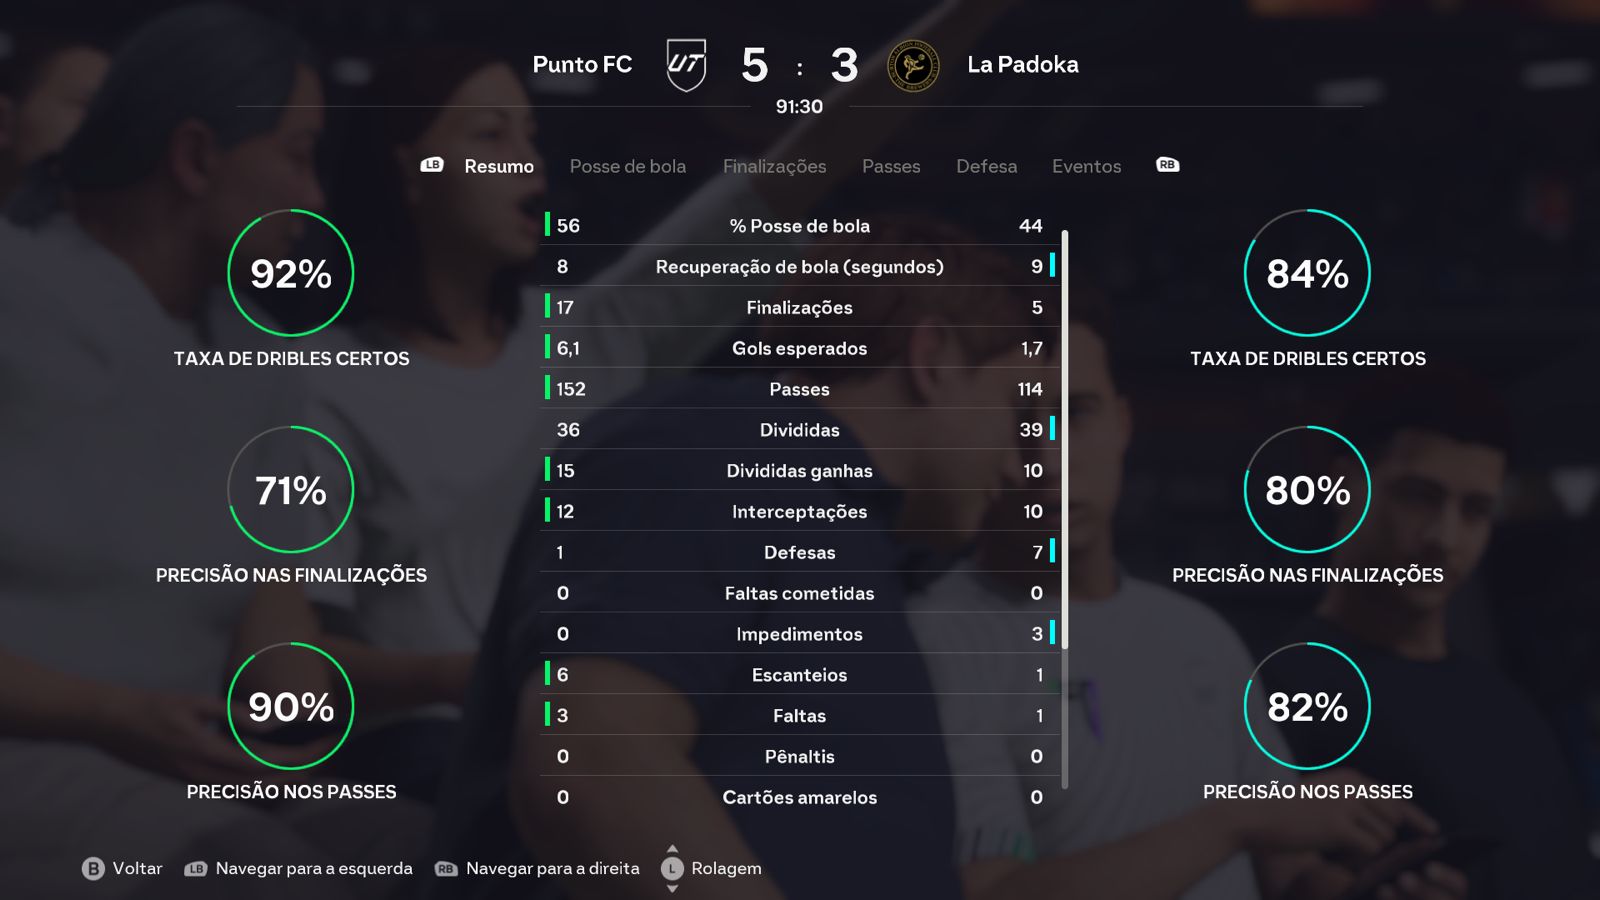 Punto FC UT 5 : 3 La Padoka
91:30
LB Resumo Posse de bola Finalizações Passes Defesa Eventos RB
56 % Posse de bola 44
8 Recuperação de bola (segundos) 9
17 Finalizações 5
6,1 Gols esperados 1,7
152 Passes 114
36 Divididas 39
15 Divididas ganhas 10
12 Interceptações 10
1 Defesas 7
0 Faltas cometidas 0
0 Impedimentos 3
6 Escanteios 1
3 Faltas 1
0 Pênaltis 0
0 Cartões amarelos 0
92%
TAXA DE DRIBLES CERTOS
71%
PRECISÃO NAS FINALIZAÇÕES
90%
PRECISÃO NOS PASSES
84%
TAXA DE DRIBLES CERTOS
80%
PRECISÃO NAS FINALIZAÇÕES
82%
PRECISÃO NOS PASSES
B Voltar LB Navegar para a esquerda RB Navegar para a direita L Rolagem